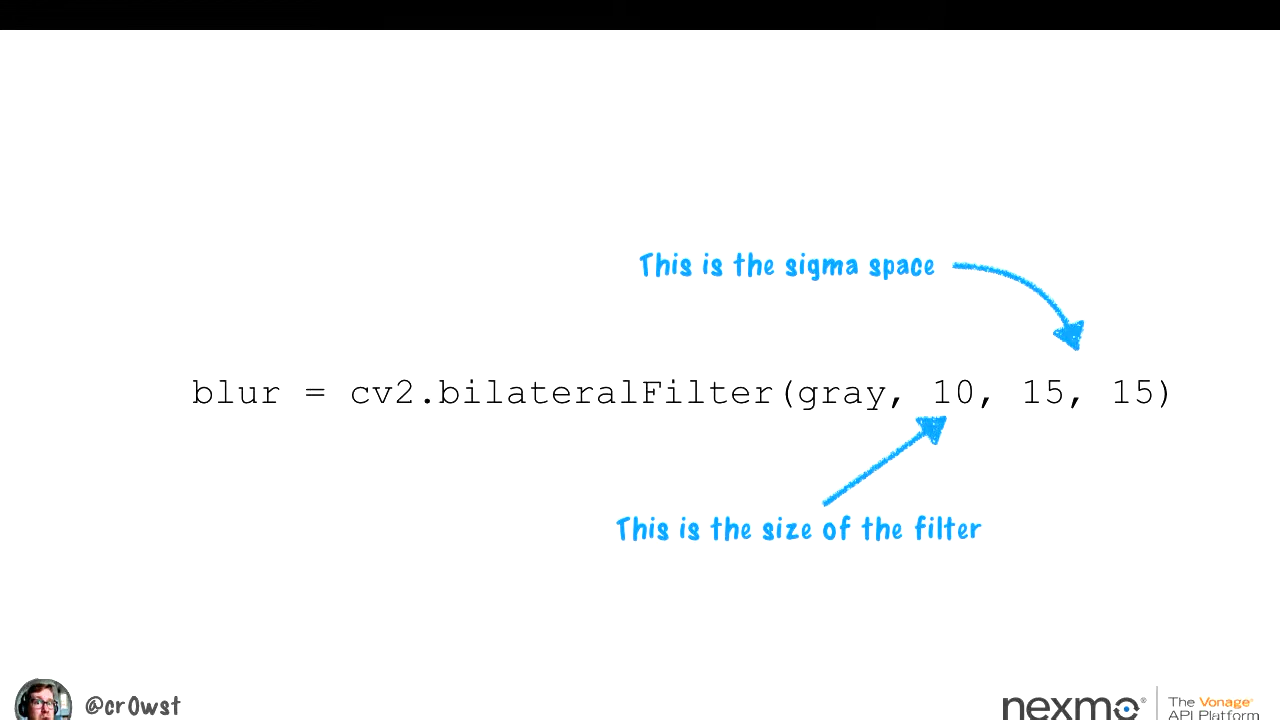 This is the sigma space
blur = cv2.bilateralFilter(gray, 10, 15, 15)
This is the size of the filter
@cr0wst
nexmo
The Vonage®
API Platform